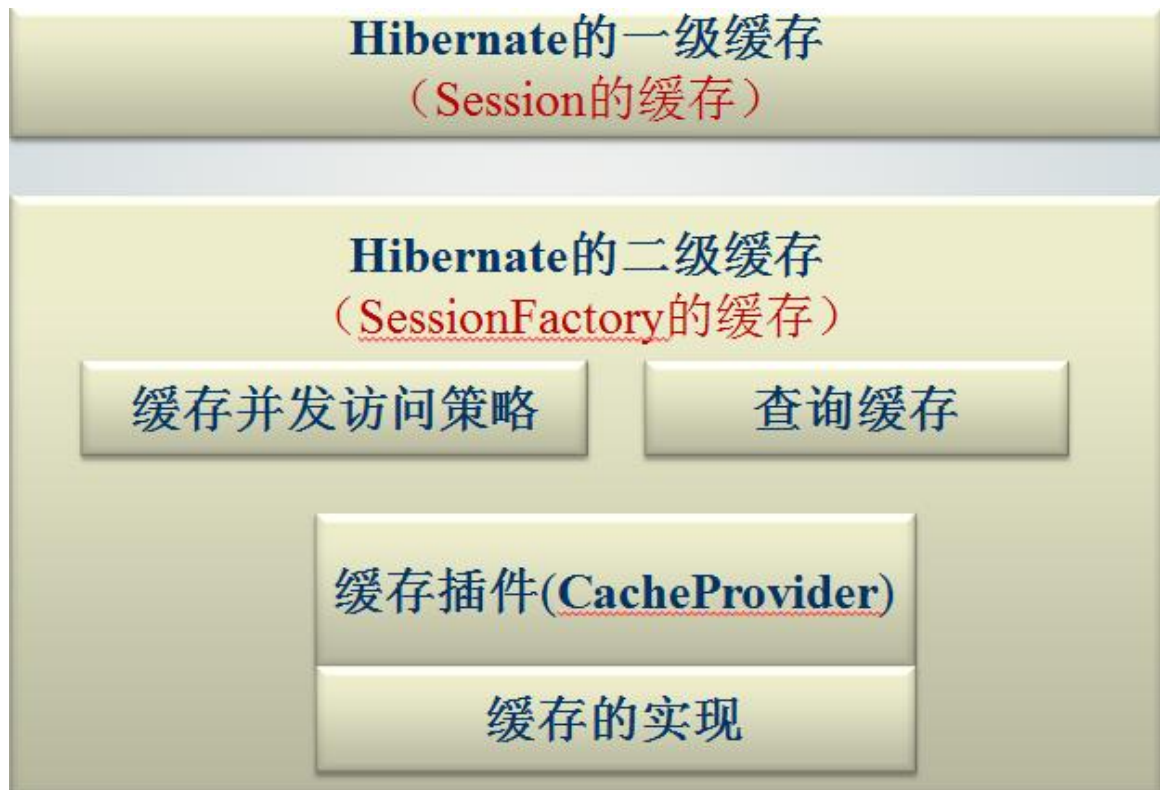 Hibernate的一级缓存
（Session的缓存）
Hibernate的二级缓存
（SessionFactory的缓存）
缓存并发访问策略
查询缓存
缓存插件(CacheProvider)
缓存的实现